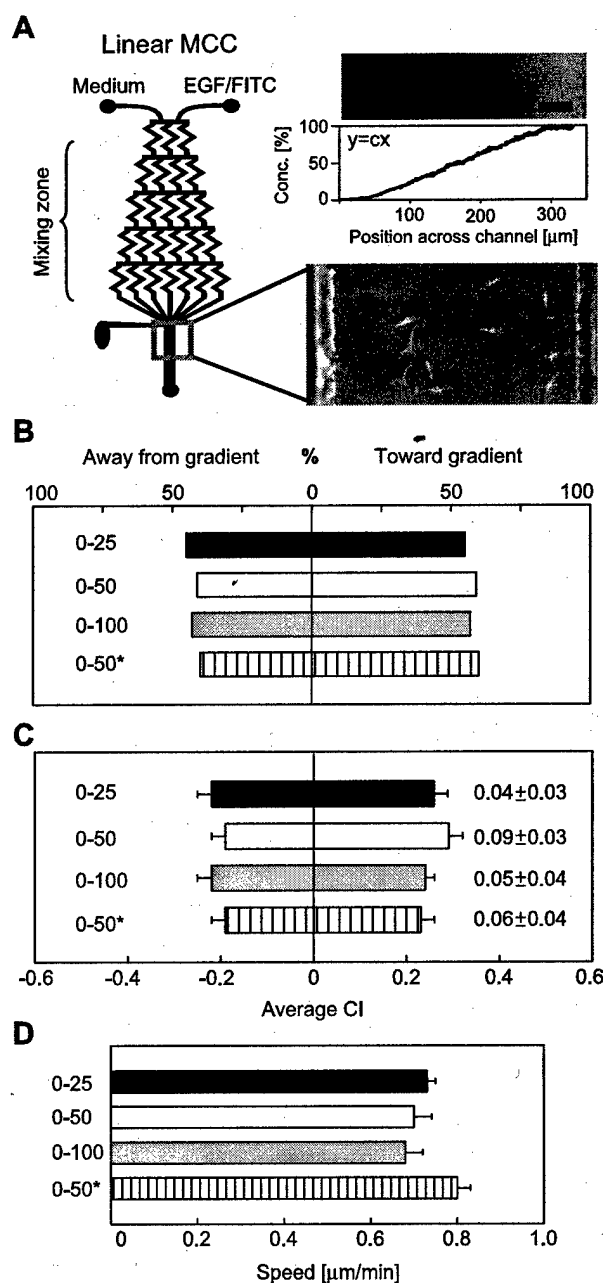 A
Linear MCC
Medium
EGF/FITC
Mixing zone
Conc. [%]
100
50
0
y=cx
100
200
300
Position across channel [µm]
B
Away from gradient % Toward gradient
100 50 0 50 100
0-25
0-50
0-100
0-50*
C
0-25 0.04±0.03
0-50 0.09±0.03
0-100 0.05±0.04
0-50* 0.06±0.04
-0.6 -0.4 -0.2 0 0.2 0.4 0.6
Average CI
D
0-25
0-50
0-100
0-50*
0 0.2 0.4 0.6 0.8 1.0
Speed [µm/min]